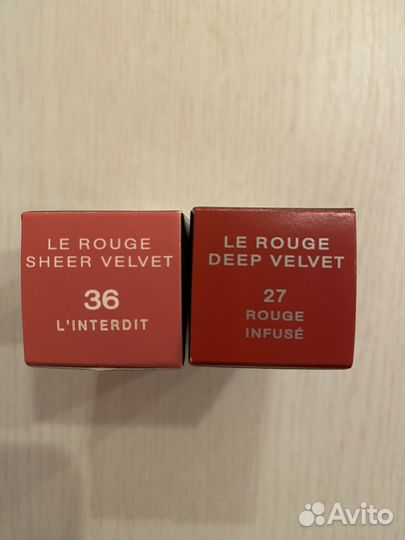 LE ROUGE
SHEER VELVET
36
L'INTERDIT
LE ROUGE
DEEP VELVET
27
ROUGE
INFUSÉ
Avito